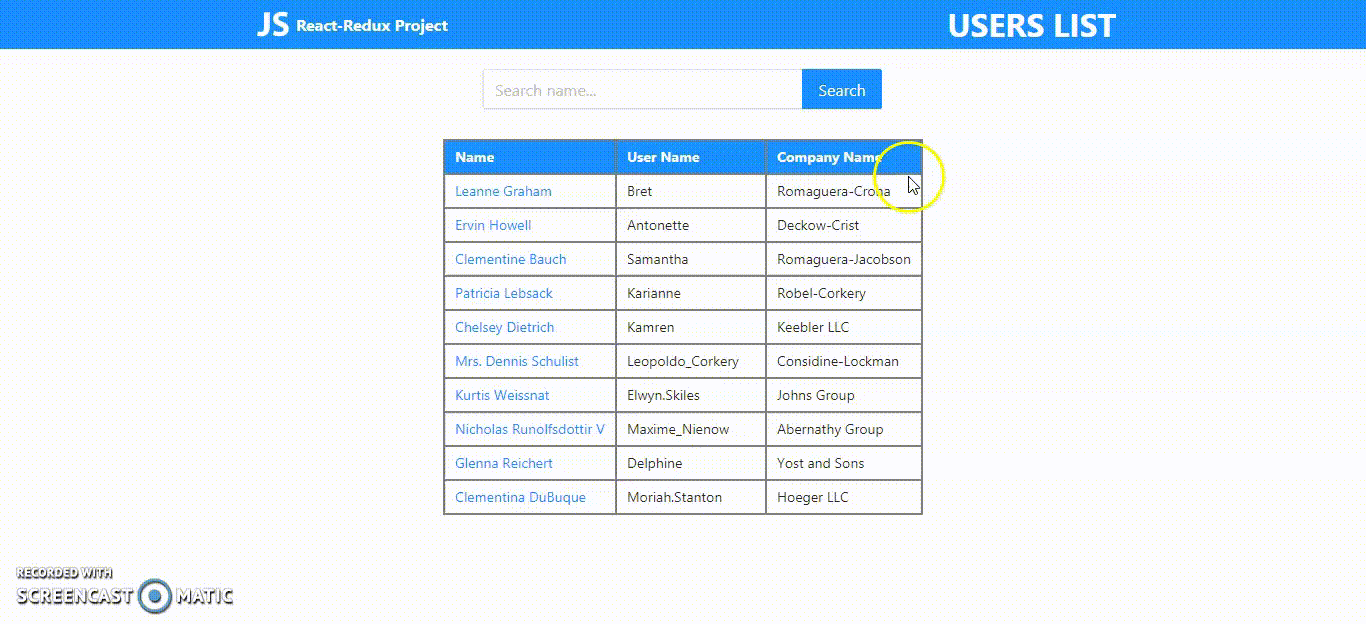 JS React-Redux Project USERS LIST
Search name... Search
Name User Name Company Name
Leanne Graham Bret Romaguera-Crona
Ervin Howell Antonette Deckow-Crist
Clementine Bauch Samantha Romaguera-Jacobson
Patricia Lebsack Karianne Robel-Corkery
Chelsey Dietrich Kamren Keebler LLC
Mrs. Dennis Schulist Leopoldo_Corkery Considine-Lockman
Kurtis Weissnat Elwyn.Skiles Johns Group
Nicholas Runolfsdottir V Maxime_Nienow Abernathy Group
Glenna Reichert Delphine Yost and Sons
Clementina DuBuque Moriah.Stanton Hoeger LLC
RECORDED WITH
SCREENCAST MATIC